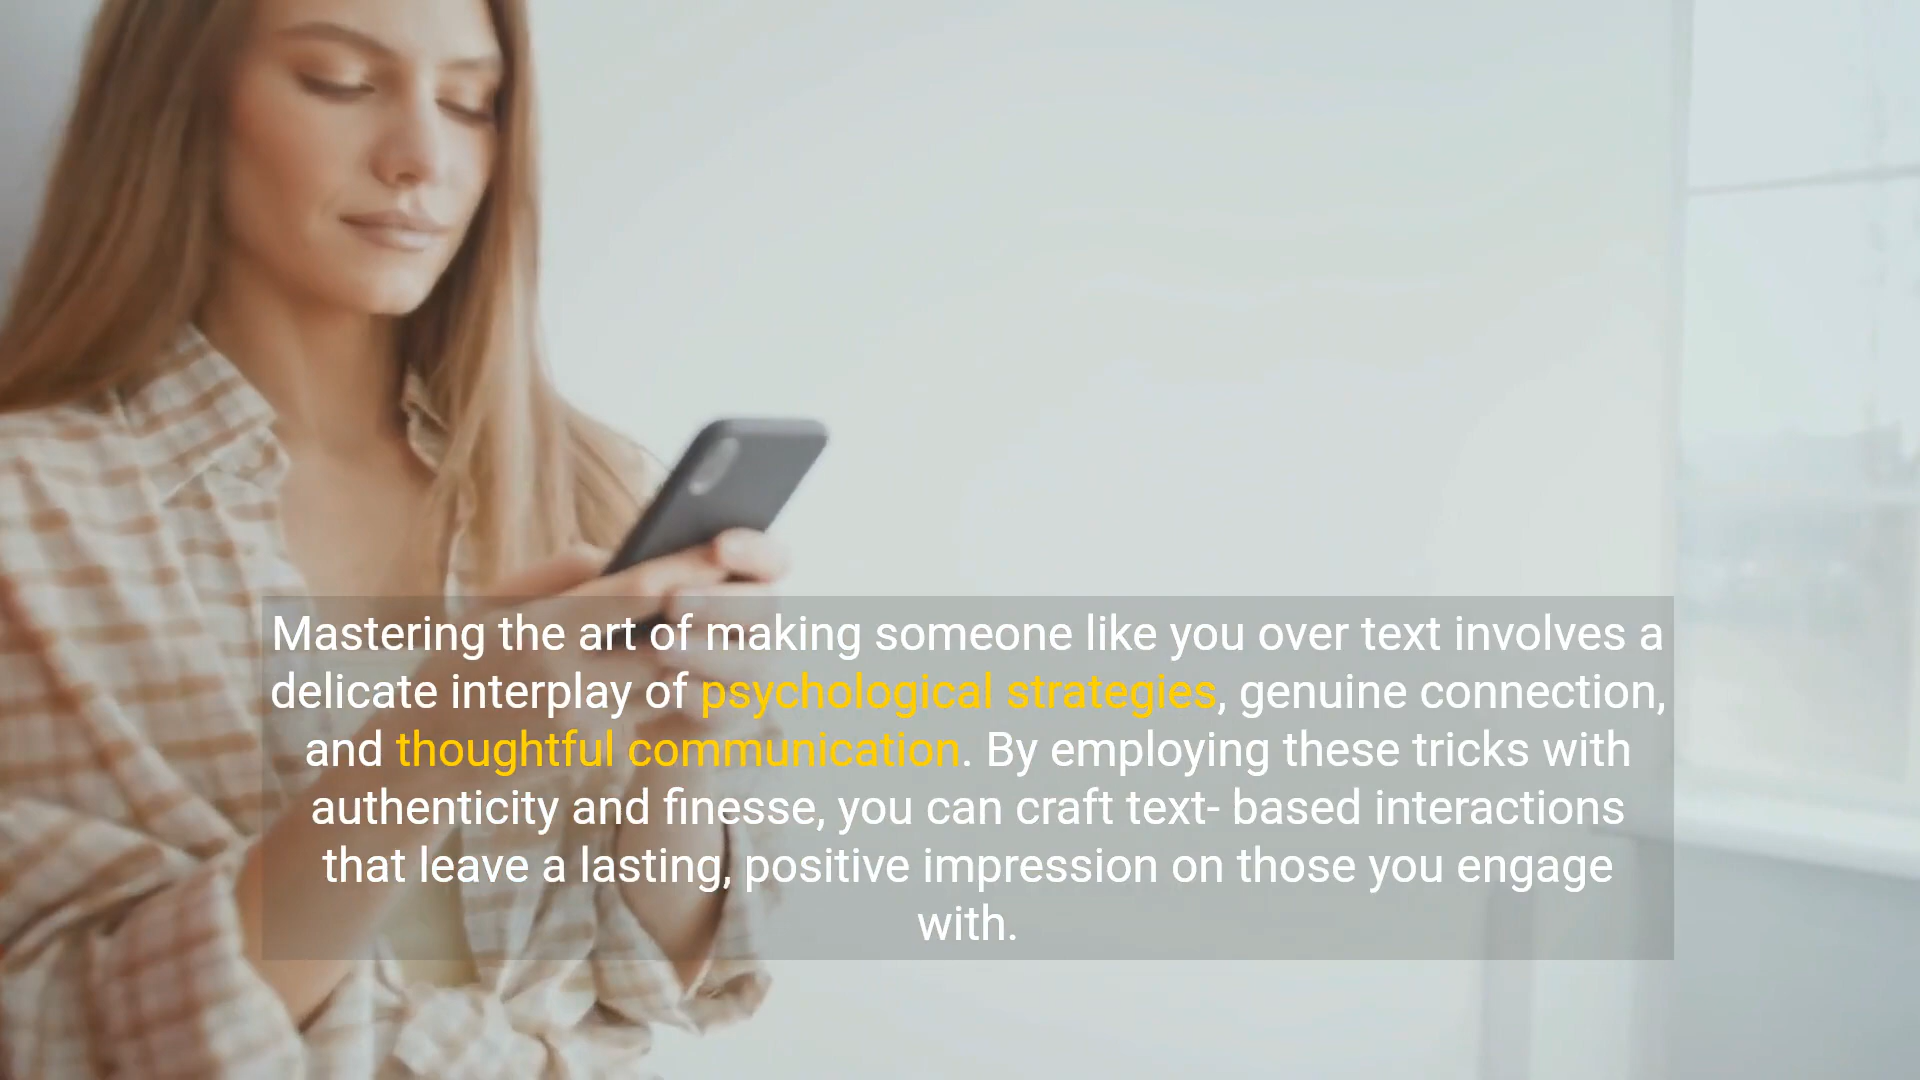 Mastering the art of making someone like you over text involves a
delicate interplay of psychological strategies, genuine connection,
and thoughtful communication. By employing these tricks with
authenticity and finesse, you can craft text- based interactions
that leave a lasting, positive impression on those you engage
with.